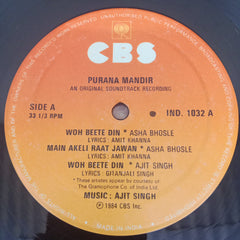 CBS
PURANA MANDIR
AN ORIGINAL SOUNDTRACK RECORDING
SIDE A
33 1/3 RPM
IND. 1032 A
WOH BEETE DIN * ASHA BHOSLE
LYRICS: AMIT KHANNA
MAIN AKELI RAAT JAWAN * ASHA BHOSLE
LYRICS: AMIT KHANNA
WOH BEETE DIN * AJIT SINGH
LYRICS: GITANJALI SINGH
* These artistes appear by courtesy of
The Gramophone Co. of India Ltd.
MUSIC: AJIT SINGH
℗ 1984 CBS Inc.
MADE IN INDIA